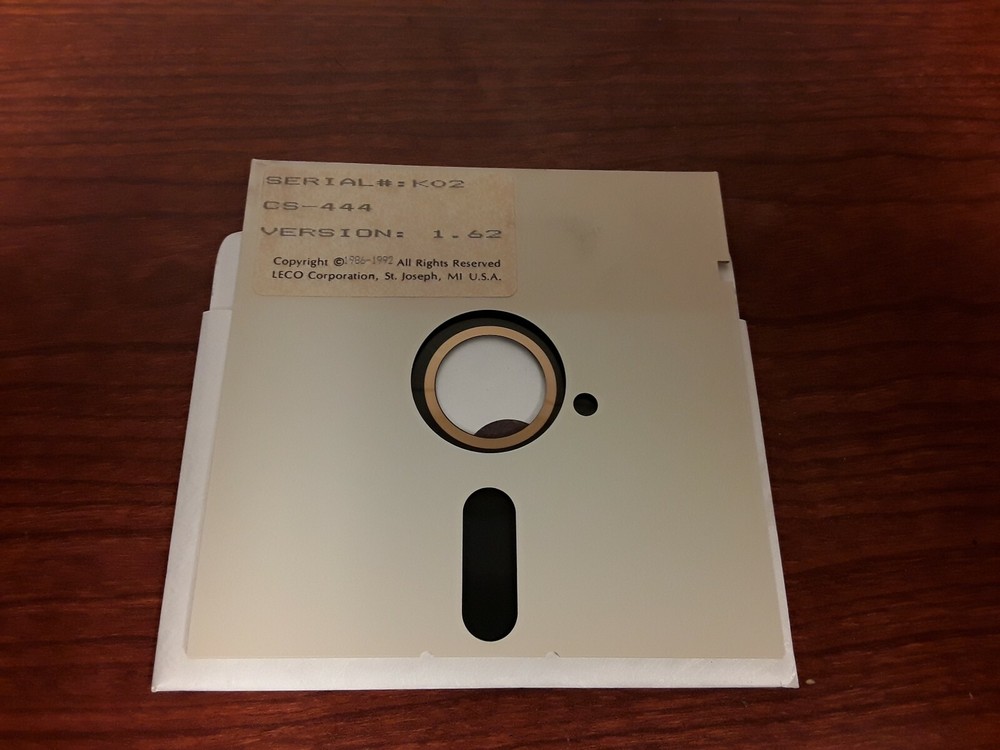 SERIAL#:K02
CS-444
VERSION: 1.62
Copyright ©1986-1992 All Rights Reserved
LECO Corporation, St. Joseph, MI U.S.A.